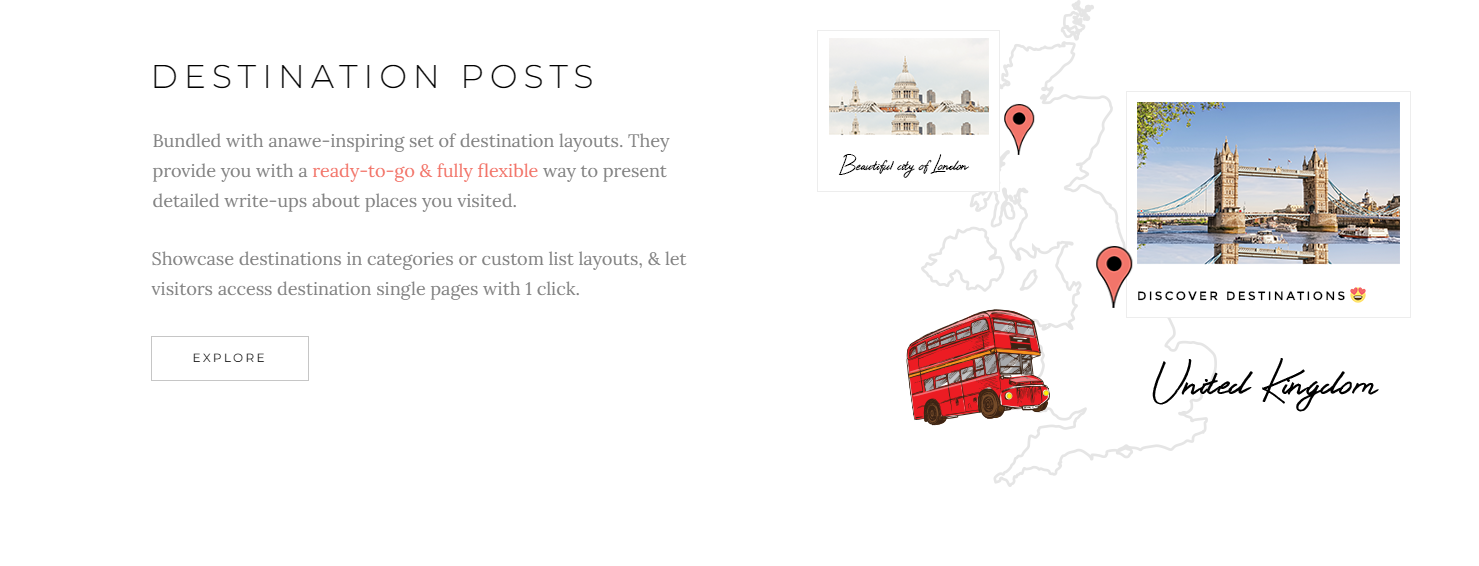 DESTINATION POSTS
Bundled with anawe-inspiring set of destination layouts. They
provide you with a ready-to-go & fully flexible way to present
detailed write-ups about places you visited.
Showcase destinations in categories or custom list layouts, & let
visitors access destination single pages with 1 click.
EXPLORE
Beautiful city of London
DISCOVER DESTINATIONS😍
United Kingdom